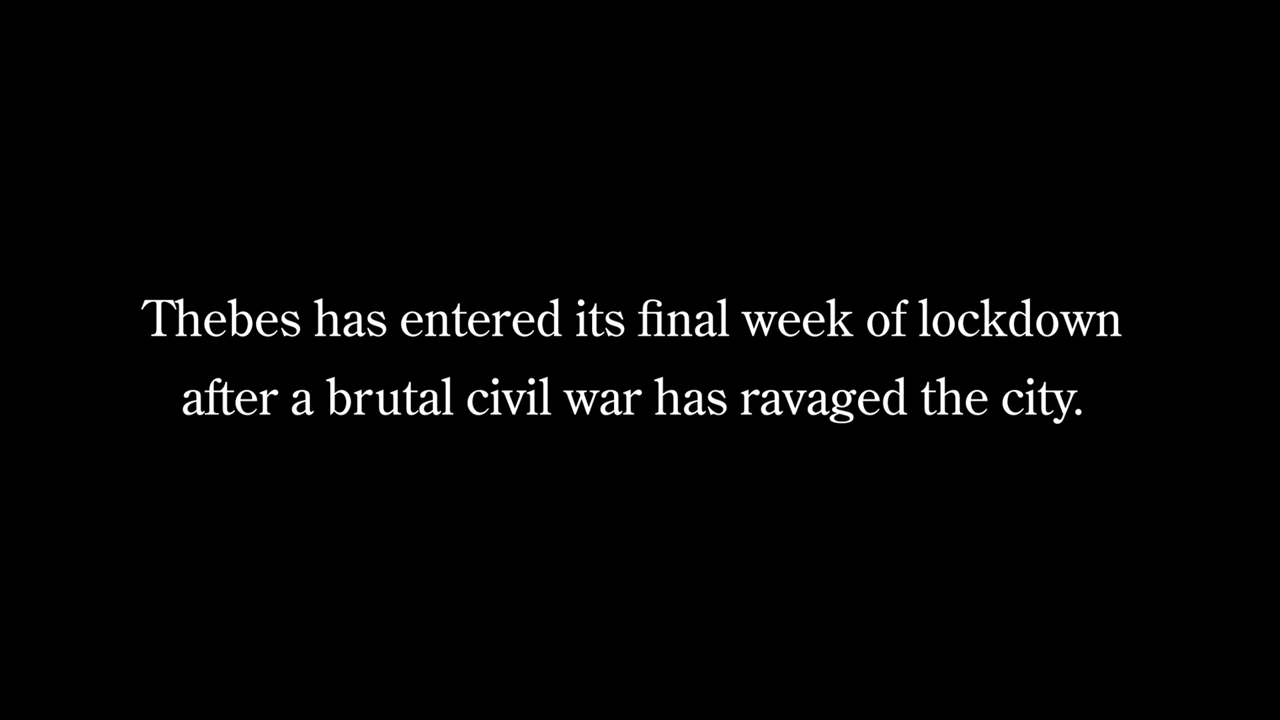 Thebes has entered its final week of lockdown
after a brutal civil war has ravaged the city.